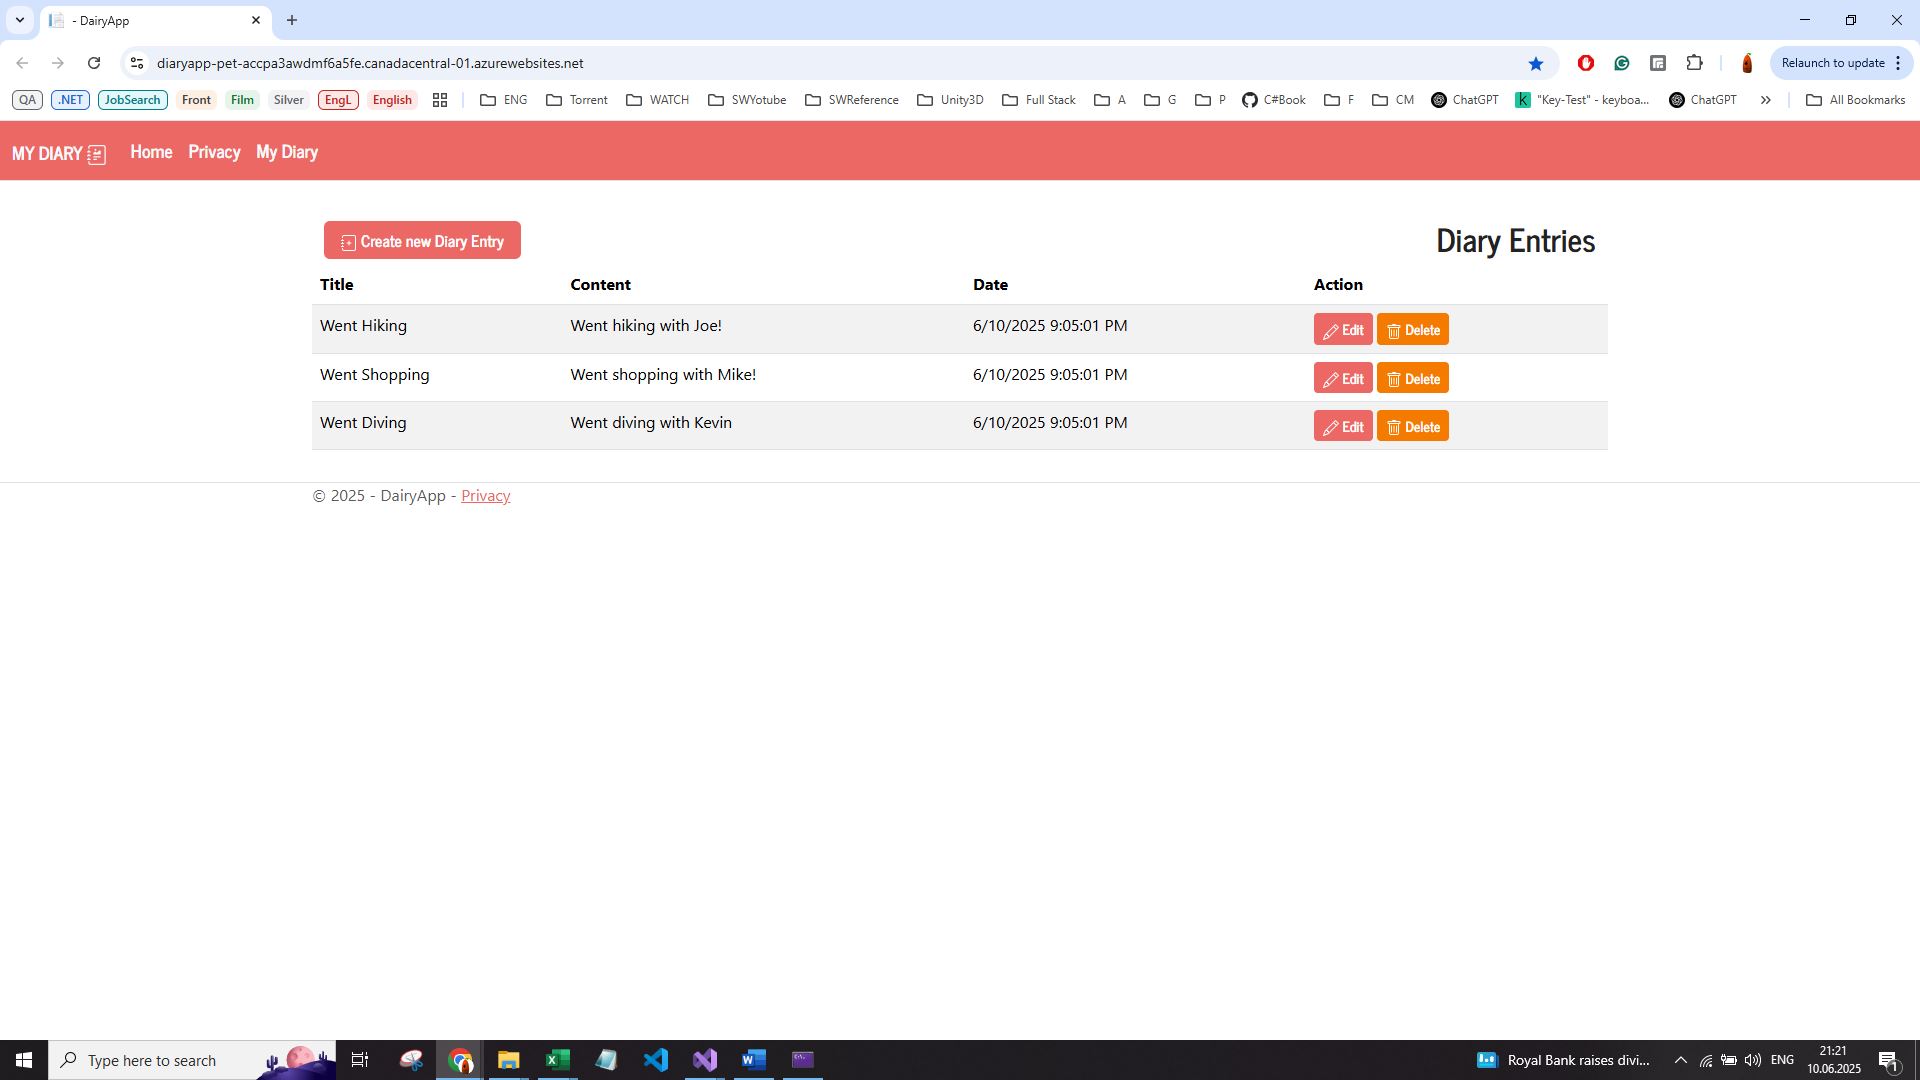 - DairyApp
diaryapp-pet-accpa3awdmf6a5fe.canadacentral-01.azurewebsites.net
Relaunch to update
QA .NET JobSearch Front Film Silver EngL English ENG Torrent WATCH SWYotube SWReference Unity3D Full Stack A G P C#Book F CM ChatGPT K "Key-Test" - keyboa... ChatGPT All Bookmarks
MY DIARY Home Privacy My Diary
Create new Diary Entry Diary Entries
Title Content Date Action
Went Hiking Went hiking with Joe! 6/10/2025 9:05:01 PM Edit Delete
Went Shopping Went shopping with Mike! 6/10/2025 9:05:01 PM Edit Delete
Went Diving Went diving with Kevin 6/10/2025 9:05:01 PM Edit Delete
© 2025 - DairyApp - Privacy
Type here to search Royal Bank raises divi... ENG 21:21
10.06.2025 1